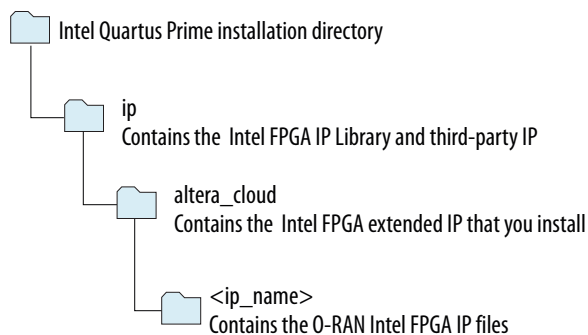 Intel Quartus Prime installation directory
ip
Contains the Intel FPGA IP Library and third-party IP
altera_cloud
Contains the Intel FPGA extended IP that you install
<ip_name>
Contains the O-RAN Intel FPGA IP files